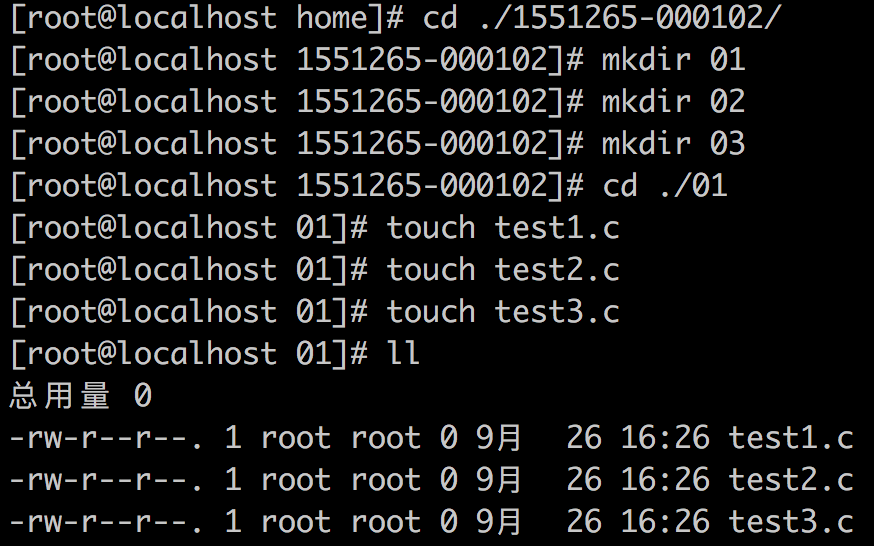 [root@localhost home]# cd ./1551265-000102/
[root@localhost 1551265-000102]# mkdir 01
[root@localhost 1551265-000102]# mkdir 02
[root@localhost 1551265-000102]# mkdir 03
[root@localhost 1551265-000102]# cd ./01
[root@localhost 01]# touch test1.c
[root@localhost 01]# touch test2.c
[root@localhost 01]# touch test3.c
[root@localhost 01]# ll
总用量 0
-rw-r--r--. 1 root root 0 9月  26 16:26 test1.c
-rw-r--r--. 1 root root 0 9月  26 16:26 test2.c
-rw-r--r--. 1 root root 0 9月  26 16:26 test3.c